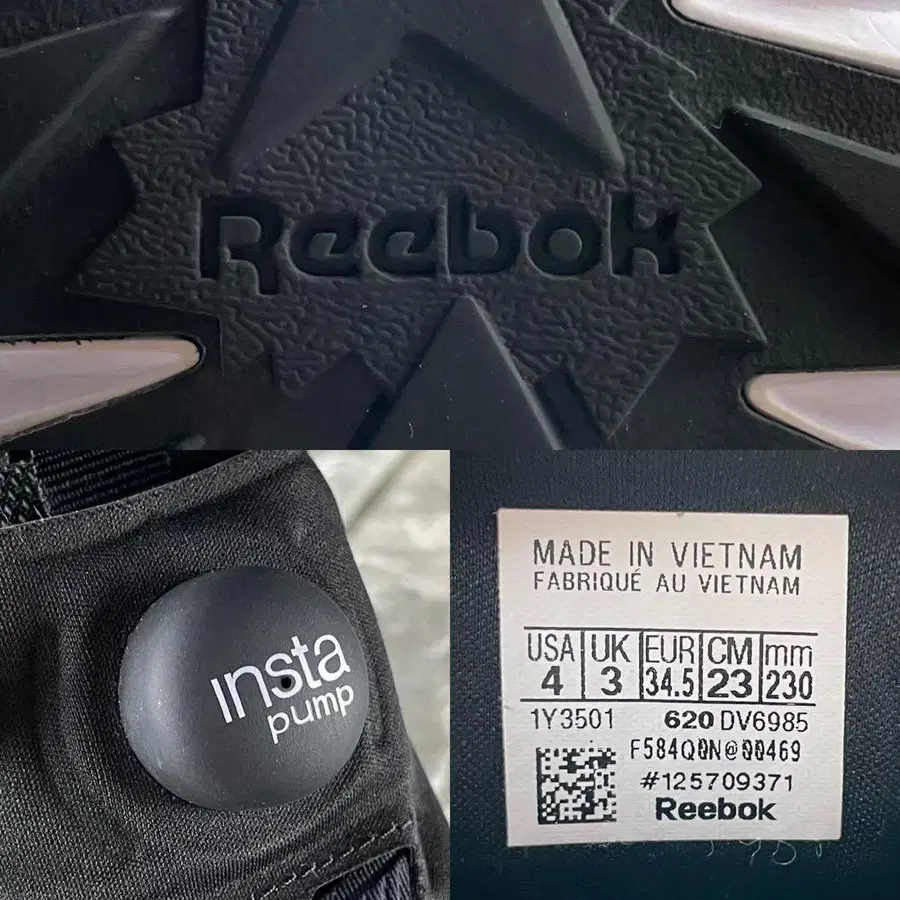 Reebok
insta
pump
MADE IN VIETNAM
FABRIQUÉ AU VIETNAM
USA UK EUR CM mm
4 3 34.5 23 230
1Y3501 620 DV6985
F584Q0N@00469
#125709371
Reebok